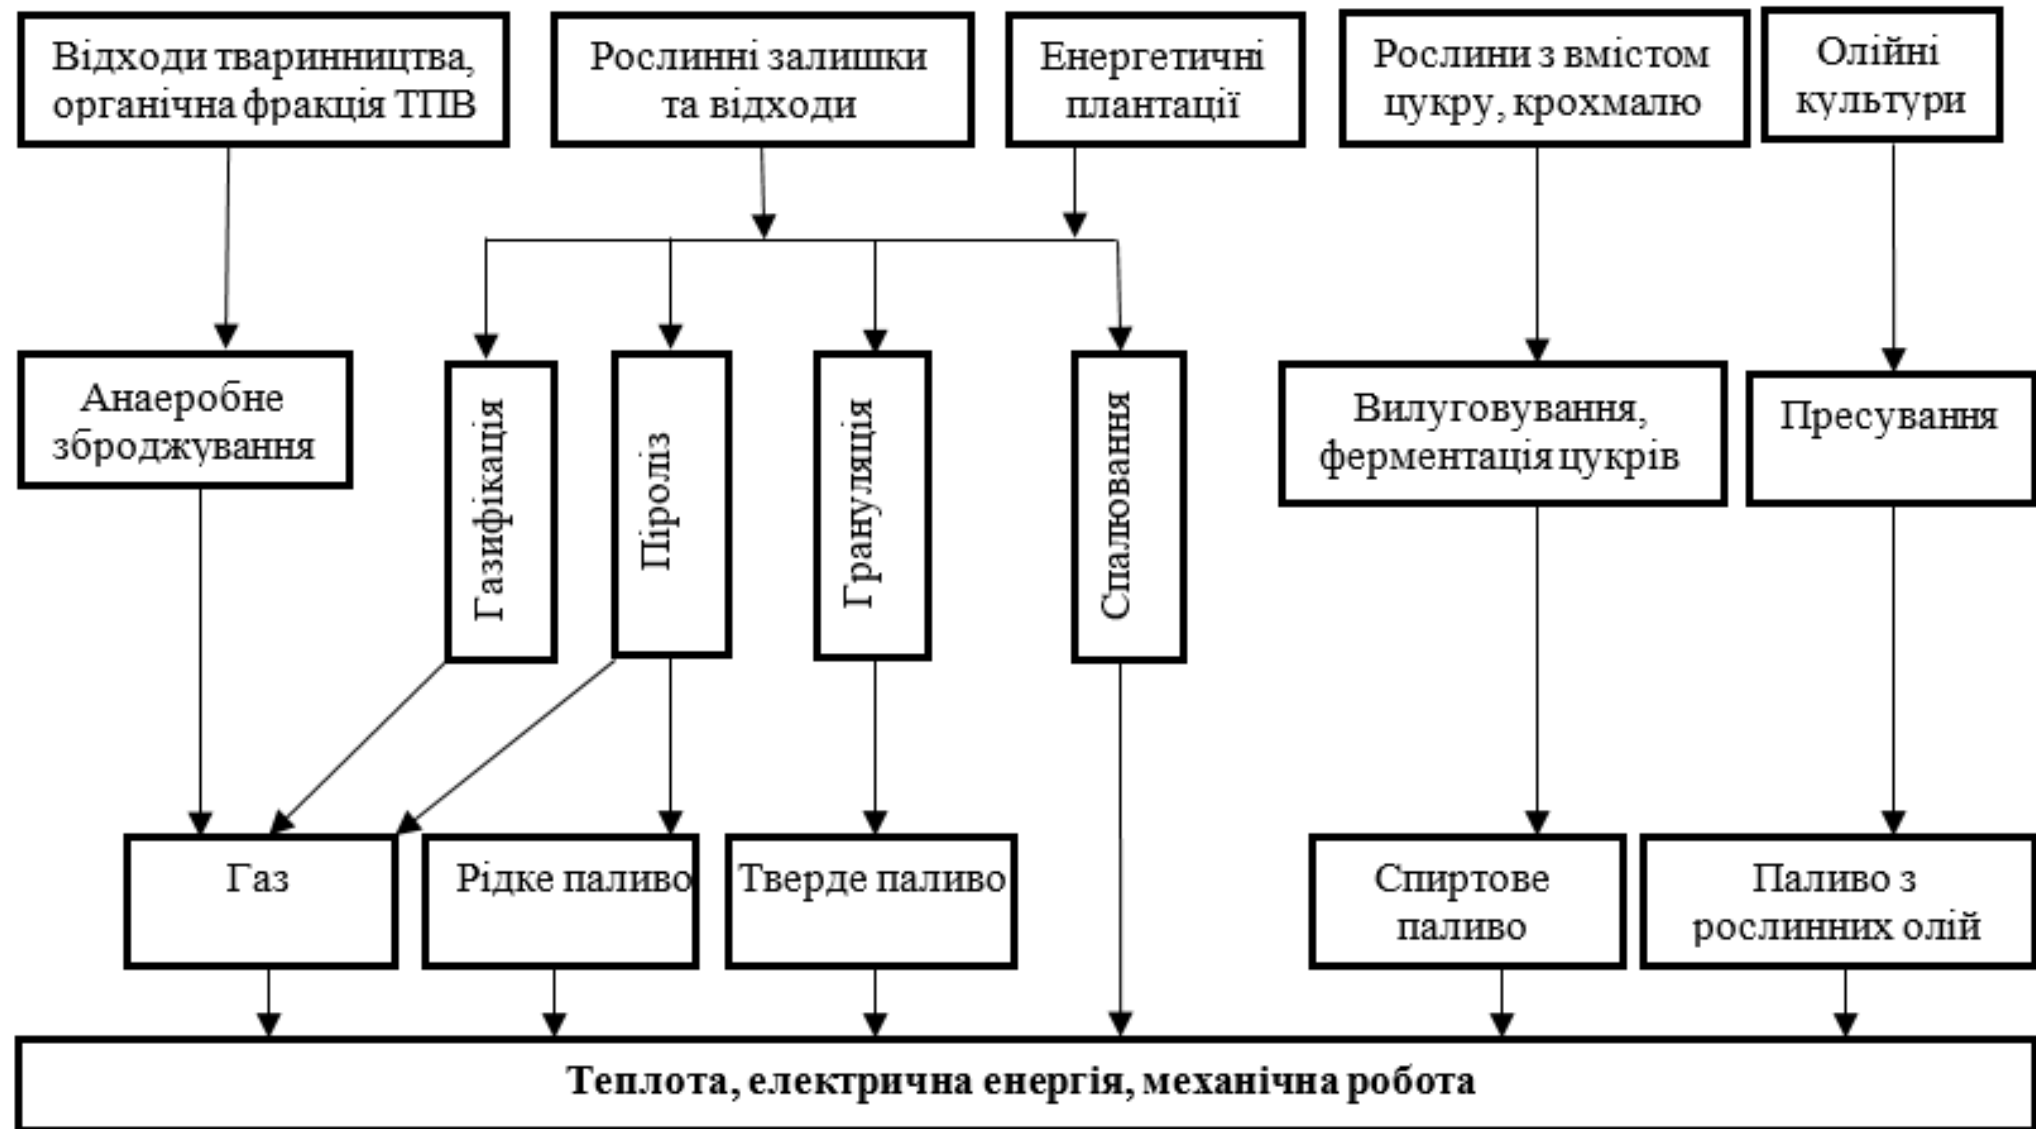 Відходи тваринництва,
органічна фракція ТПВ
Рослинні залишки
та відходи
Енергетичні
плантації
Рослини з вмістом
цукру, крохмалю
Олійні
культури
Анаеробне
зброджування
Газифікація
Піроліз
Грануляція
Спалювання
Вилуговування,
ферментація цукрів
Пресування
Газ
Рідке паливо
Тверде паливо
Спиртове
паливо
Паливо з
рослинних олій
Теплота, електрична енергія, механічна робота